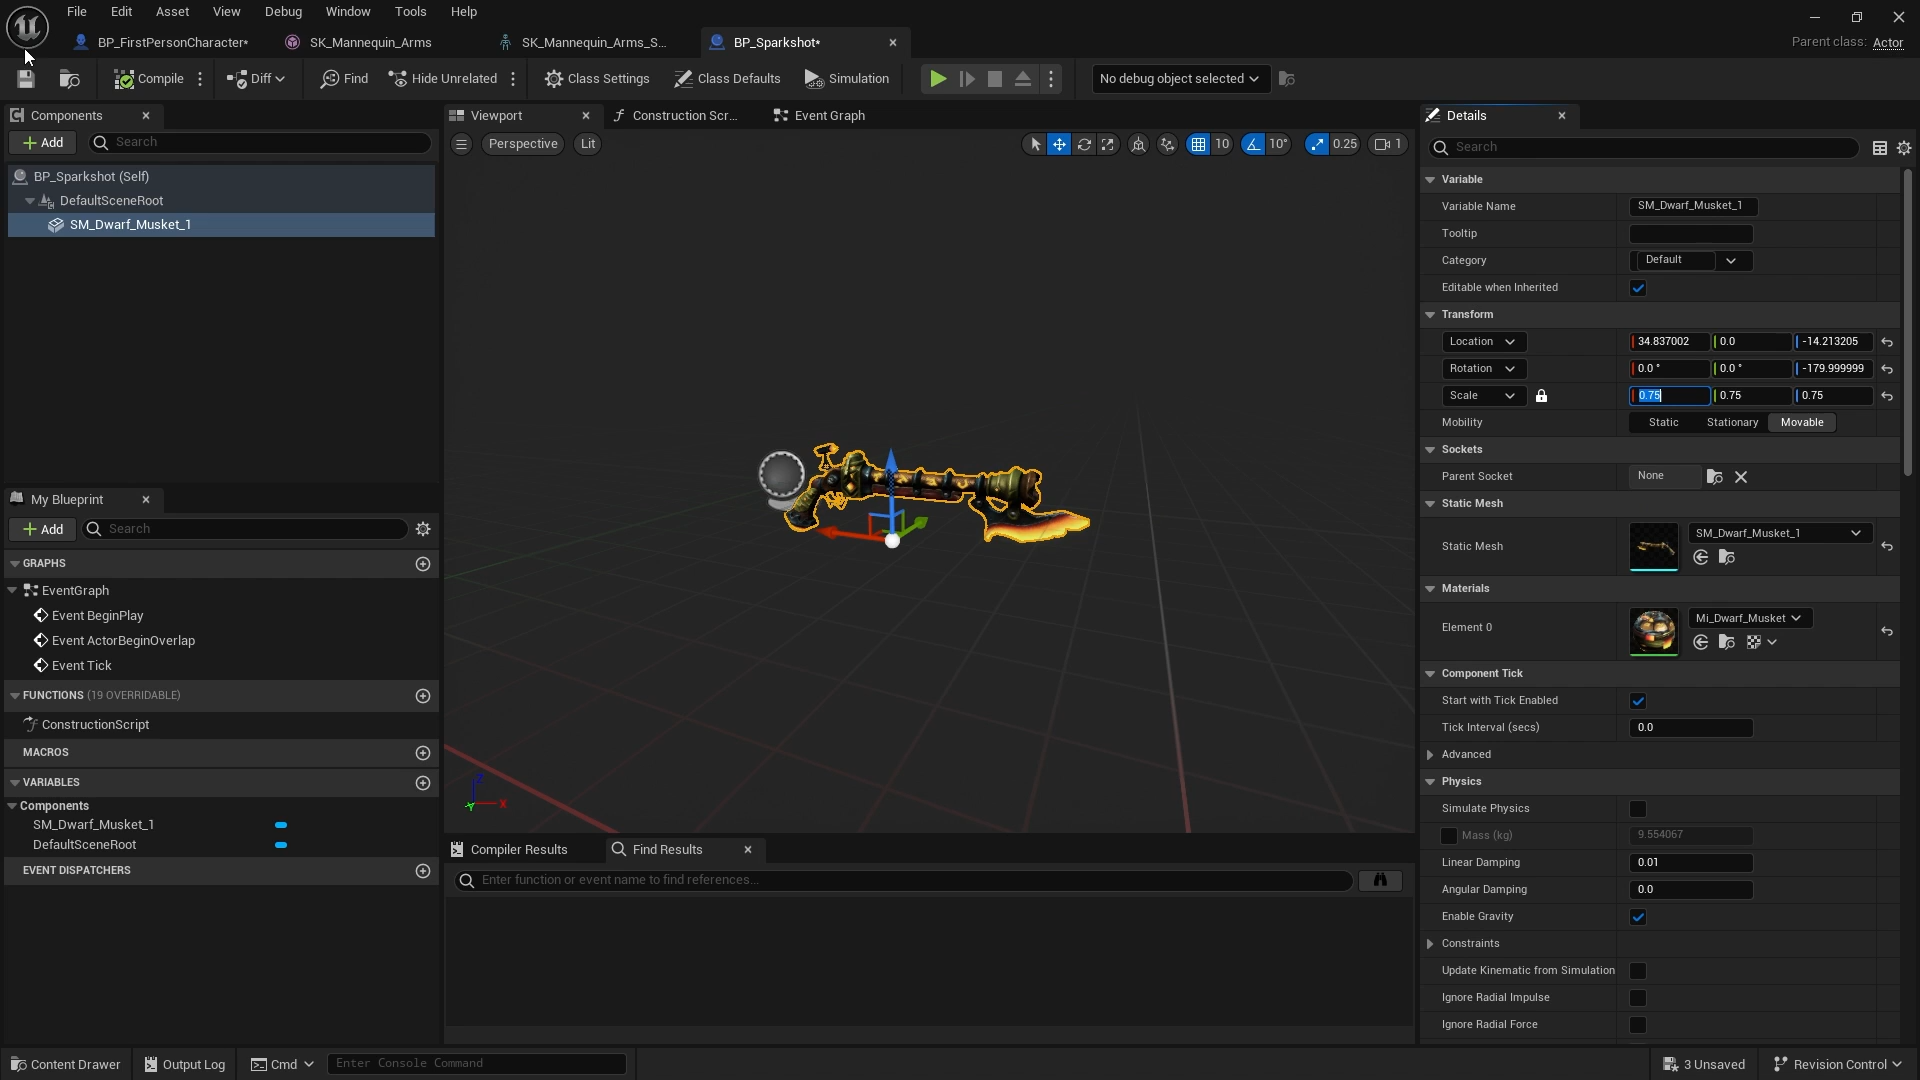 File Edit Asset View Debug Window Tools Help
BP_FirstPersonCharacter* SK_Mannequin_Arms SK_Mannequin_Arms_S... BP_Sparkshot*
Parent class: Actor
Compile Diff Find Hide Unrelated Class Settings Class Defaults Simulation No debug object selected
Components
Add Search
BP_Sparkshot (Self)
DefaultSceneRoot
SM_Dwarf_Musket_1
My Blueprint
Add Search
GRAPHS
EventGraph
Event BeginPlay
Event ActorBeginOverlap
Event Tick
FUNCTIONS (19 OVERRIDABLE)
ConstructionScript
MACROS
VARIABLES
Components
SM_Dwarf_Musket_1
DefaultSceneRoot
EVENT DISPATCHERS
Viewport Construction Scr... Event Graph
Perspective Lit 10 10° 0.25 1
Z
Y X
Compiler Results Find Results
Enter function or event name to find references...
Details
Search
Variable
Variable Name SM_Dwarf_Musket_1
Tooltip
Category Default
Editable when Inherited
Transform
Location 34.837002 0.0 -14.213205
Rotation 0.0 ° 0.0 ° -179.999999
Scale 0.75 0.75 0.75
Mobility Static Stationary Movable
Sockets
Parent Socket None
Static Mesh
Static Mesh SM_Dwarf_Musket_1
Materials
Element 0 Mi_Dwarf_Musket
Component Tick
Start with Tick Enabled
Tick Interval (secs) 0.0
Advanced
Physics
Simulate Physics
Mass (kg) 9.554067
Linear Damping 0.01
Angular Damping 0.0
Enable Gravity
Constraints
Update Kinematic from Simulation
Ignore Radial Impulse
Ignore Radial Force
Content Drawer Output Log Cmd Enter Console Command 3 Unsaved Revision Control